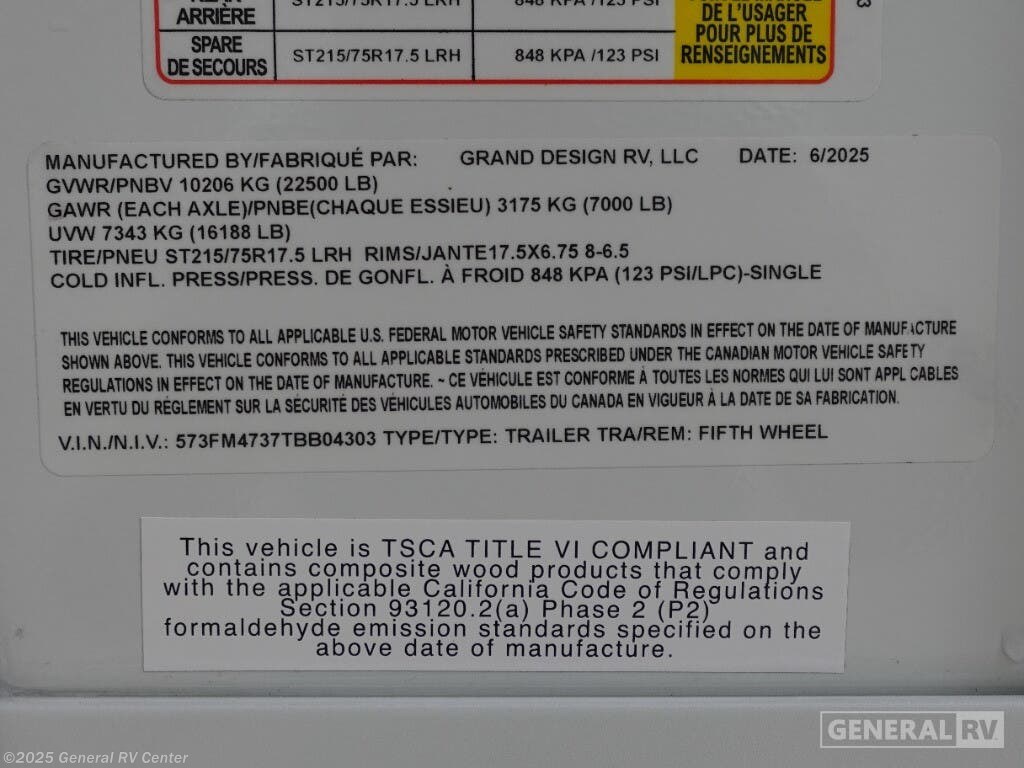 ARRIÈRE ST215/75R17.5 LRH 848 KPA /123 PSI
DE L'USAGER
POUR PLUS DE
RENSEIGNEMENTS
SPARE
DE SECOURS ST215/75R17.5 LRH 848 KPA /123 PSI
MANUFACTURED BY/FABRIQUÉ PAR: GRAND DESIGN RV, LLC DATE: 6/2025
GVWR/PNBV 10206 KG (22500 LB)
GAWR (EACH AXLE)/PNBE(CHAQUE ESSIEU) 3175 KG (7000 LB)
UVW 7343 KG (16188 LB)
TIRE/PNEU ST215/75R17.5 LRH RIMS/JANTE17.5X6.75 8-6.5
COLD INFL. PRESS/PRESS. DE GONFL. À FROID 848 KPA (123 PSI/LPC)-SINGLE
THIS VEHICLE CONFORMS TO ALL APPLICABLE U.S. FEDERAL MOTOR VEHICLE SAFETY STANDARDS IN EFFECT ON THE DATE OF MANUFACTURE
SHOWN ABOVE. THIS VEHICLE CONFORMS TO ALL APPLICABLE STANDARDS PRESCRIBED UNDER THE CANADIAN MOTOR VEHICLE SAFETY
REGULATIONS IN EFFECT ON THE DATE OF MANUFACTURE. ~ CE VÉHICULE EST CONFORME À TOUTES LES NORMES QUI LUI SONT APPLICABLES
EN VERTU DU RÉGLEMENT SUR LA SÉCURITÉ DES VÉHICULES AUTOMOBILES DU CANADA EN VIGUEUR À LA DATE DE SA FABRICATION.
V.I.N./N.I.V.: 573FM4737TBB04303 TYPE/TYPE: TRAILER TRA/REM: FIFTH WHEEL
This vehicle is TSCA TITLE VI COMPLIANT and
contains composite wood products that comply
with the applicable California Code of Regulations
Section 93120.2(a) Phase 2 (P2)
formaldehyde emission standards specified on the
above date of manufacture.
GENERAL RV
©2025 General RV Center